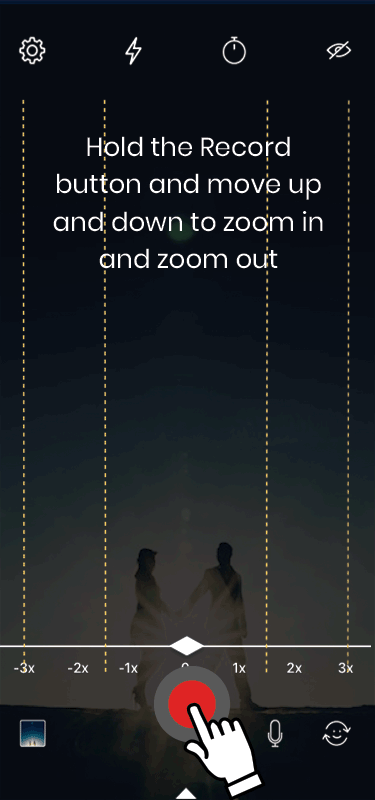 Hold the Record
button and move up
and down to zoom in
and zoom out
-3x -2x -1x 0 1x 2x 3x